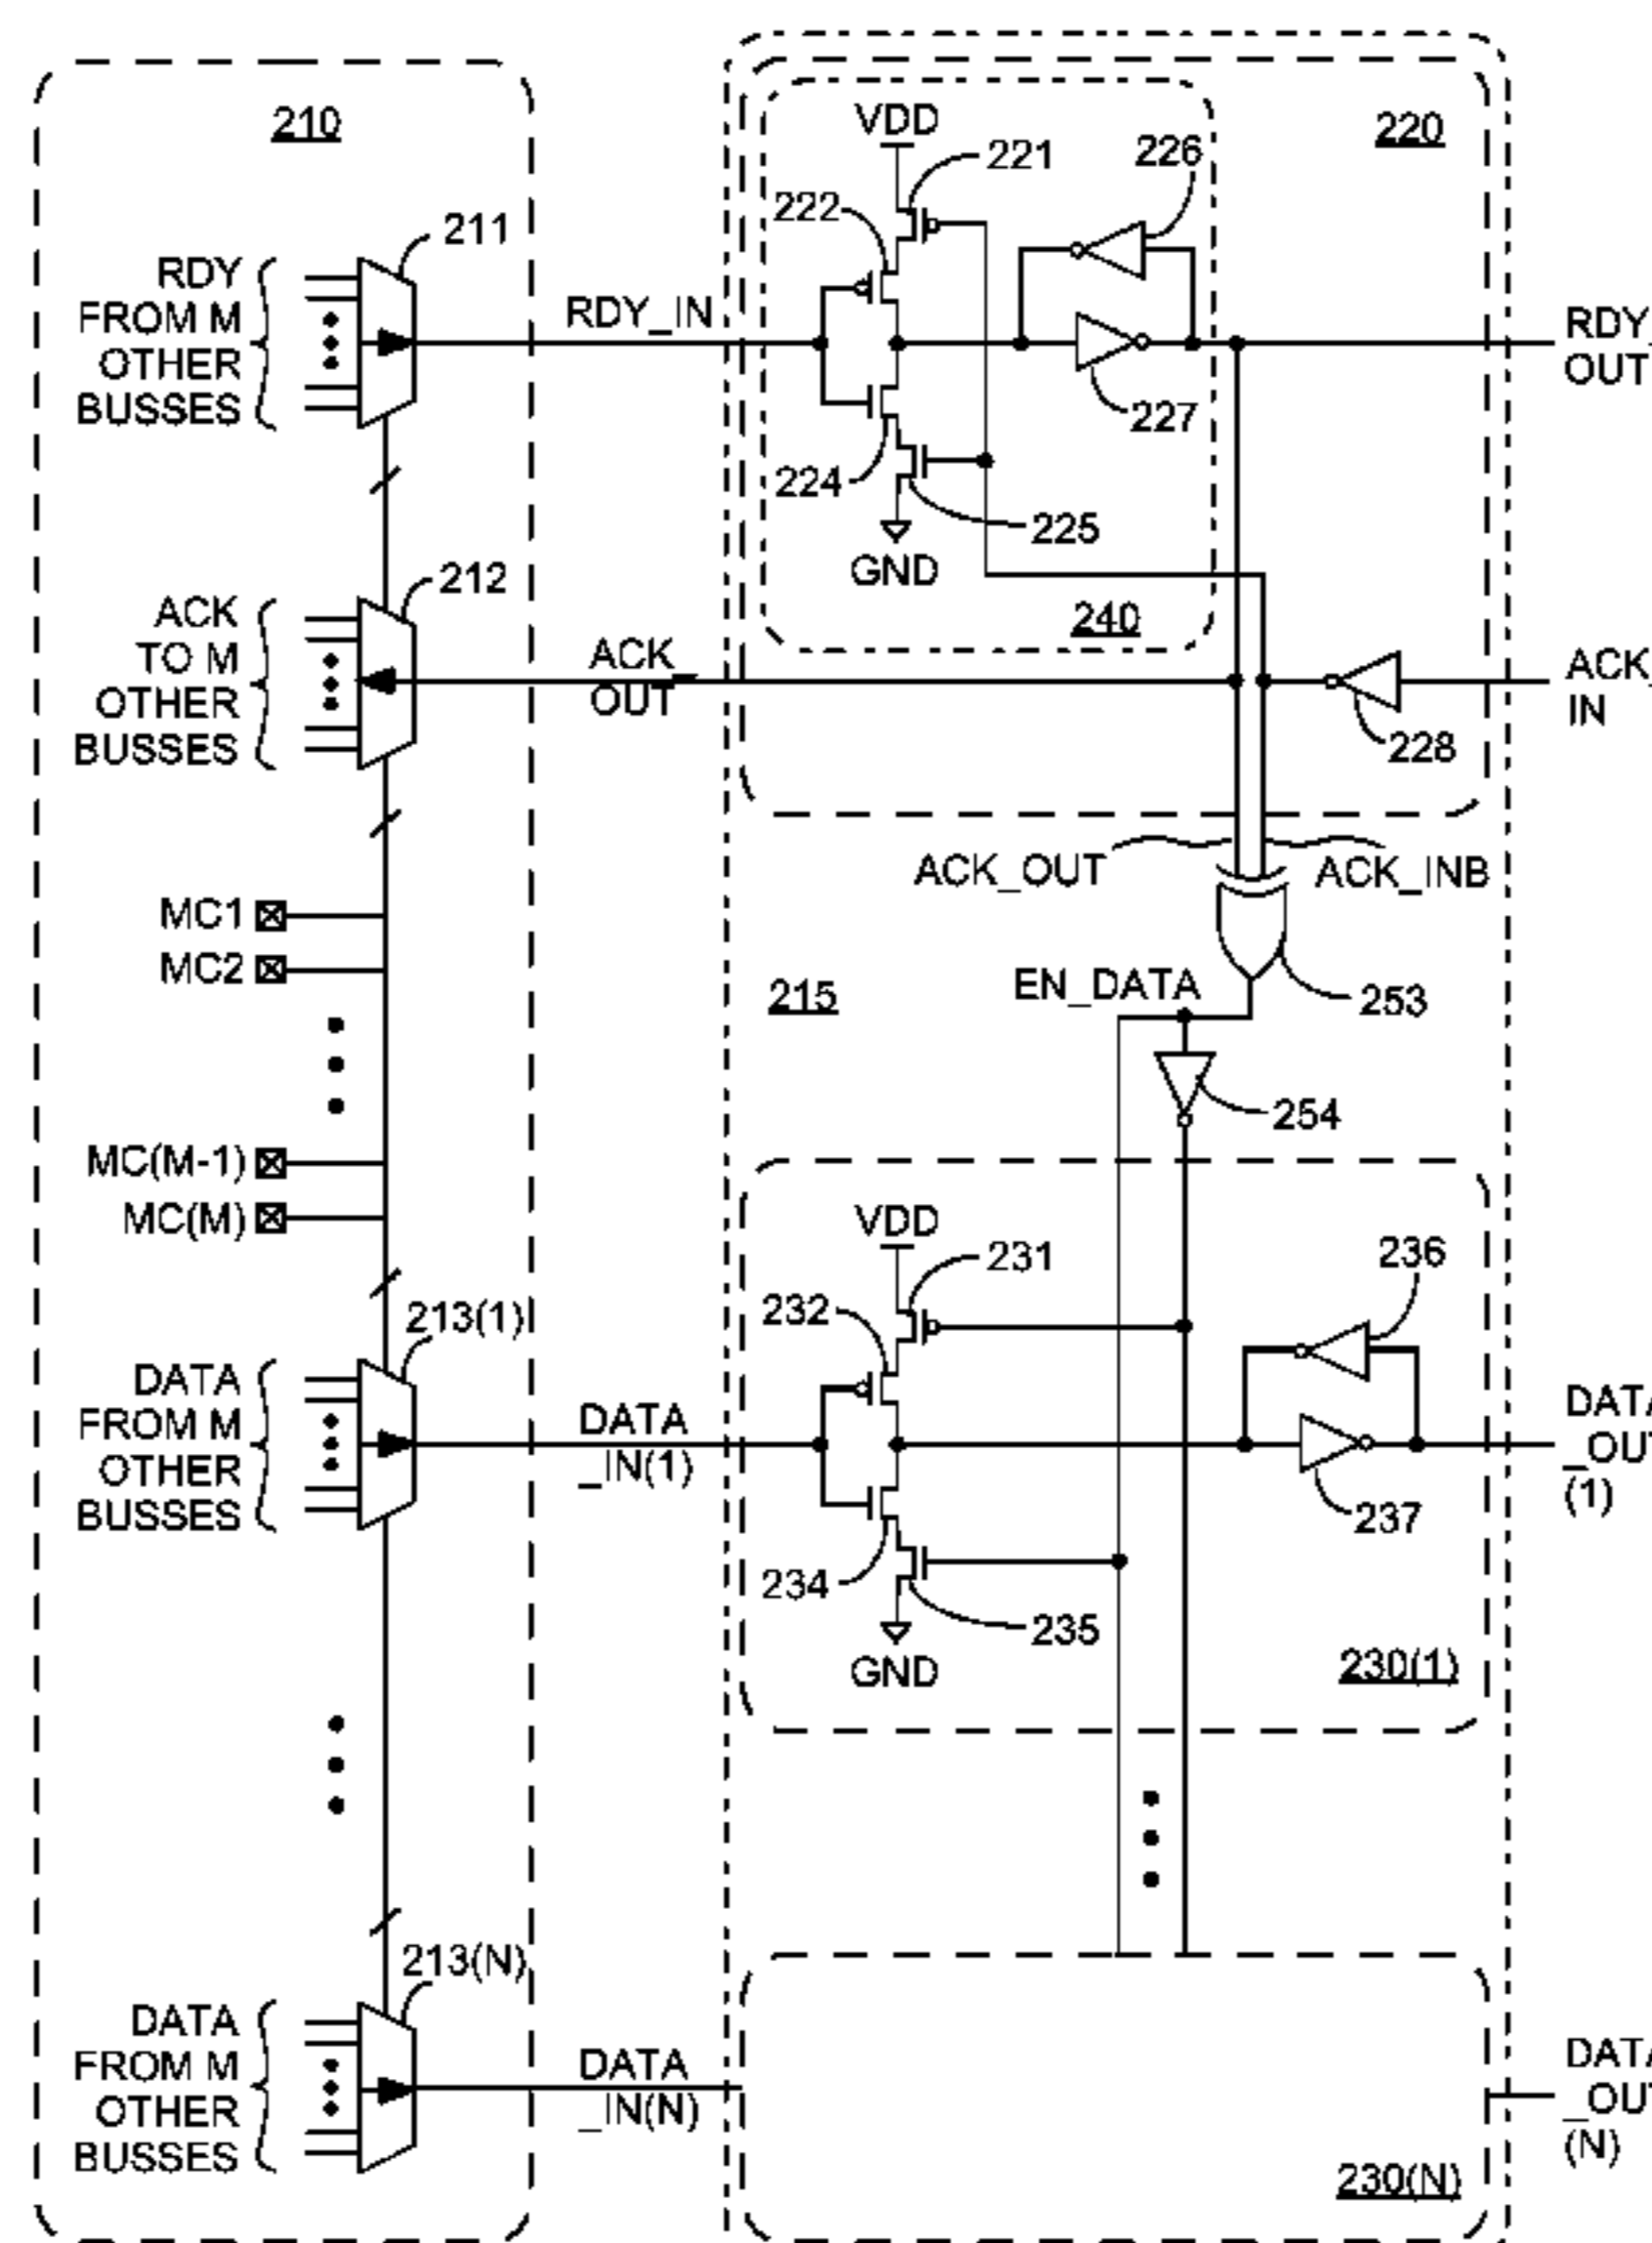 210
220
VDD
221
226
222
211
RDY
FROM M
OTHER
BUSSES
RDY_IN
RDY_
OUT
227
224
225
GND
212
240
ACK
TO M
OTHER
BUSSES
ACK_
OUT
ACK_
IN
228
ACK_OUT
ACK_INB
MC1
MC2
EN_DATA
253
215
254
MC(M-1)
MC(M)
VDD
231
236
232
213(1)
DATA
FROM M
OTHER
BUSSES
DATA
_IN(1)
DATA
_OUT
(1)
237
234
235
GND
230(1)
213(N)
DATA
FROM M
OTHER
BUSSES
DATA
_IN(N)
DATA
_OUT
(N)
230(N)